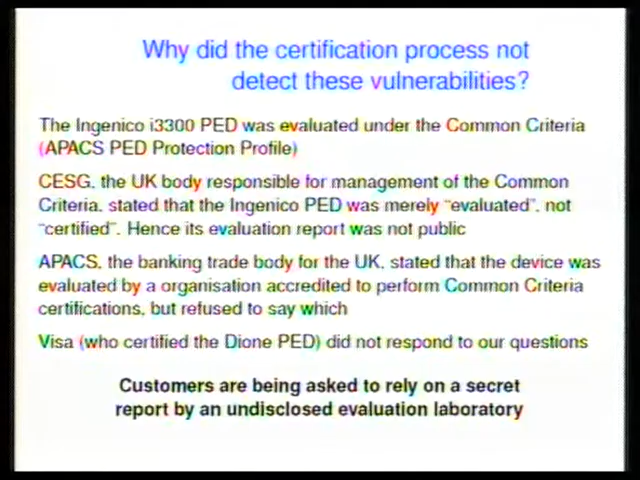 Why did the certification process not
detect these vulnerabilities?
The Ingenico i3300 PED was evaluated under the Common Criteria
(APACS PED Protection Profile)
CESG, the UK body responsible for management of the Common
Criteria, stated that the Ingenico PED was merely “evaluated”, not
“certified”. Hence its evaluation report was not public
APACS, the banking trade body for the UK, stated that the device was
evaluated by a organisation accredited to perform Common Criteria
certifications, but refused to say which
Visa (who certified the Dione PED) did not respond to our questions
Customers are being asked to rely on a secret
report by an undisclosed evaluation laboratory